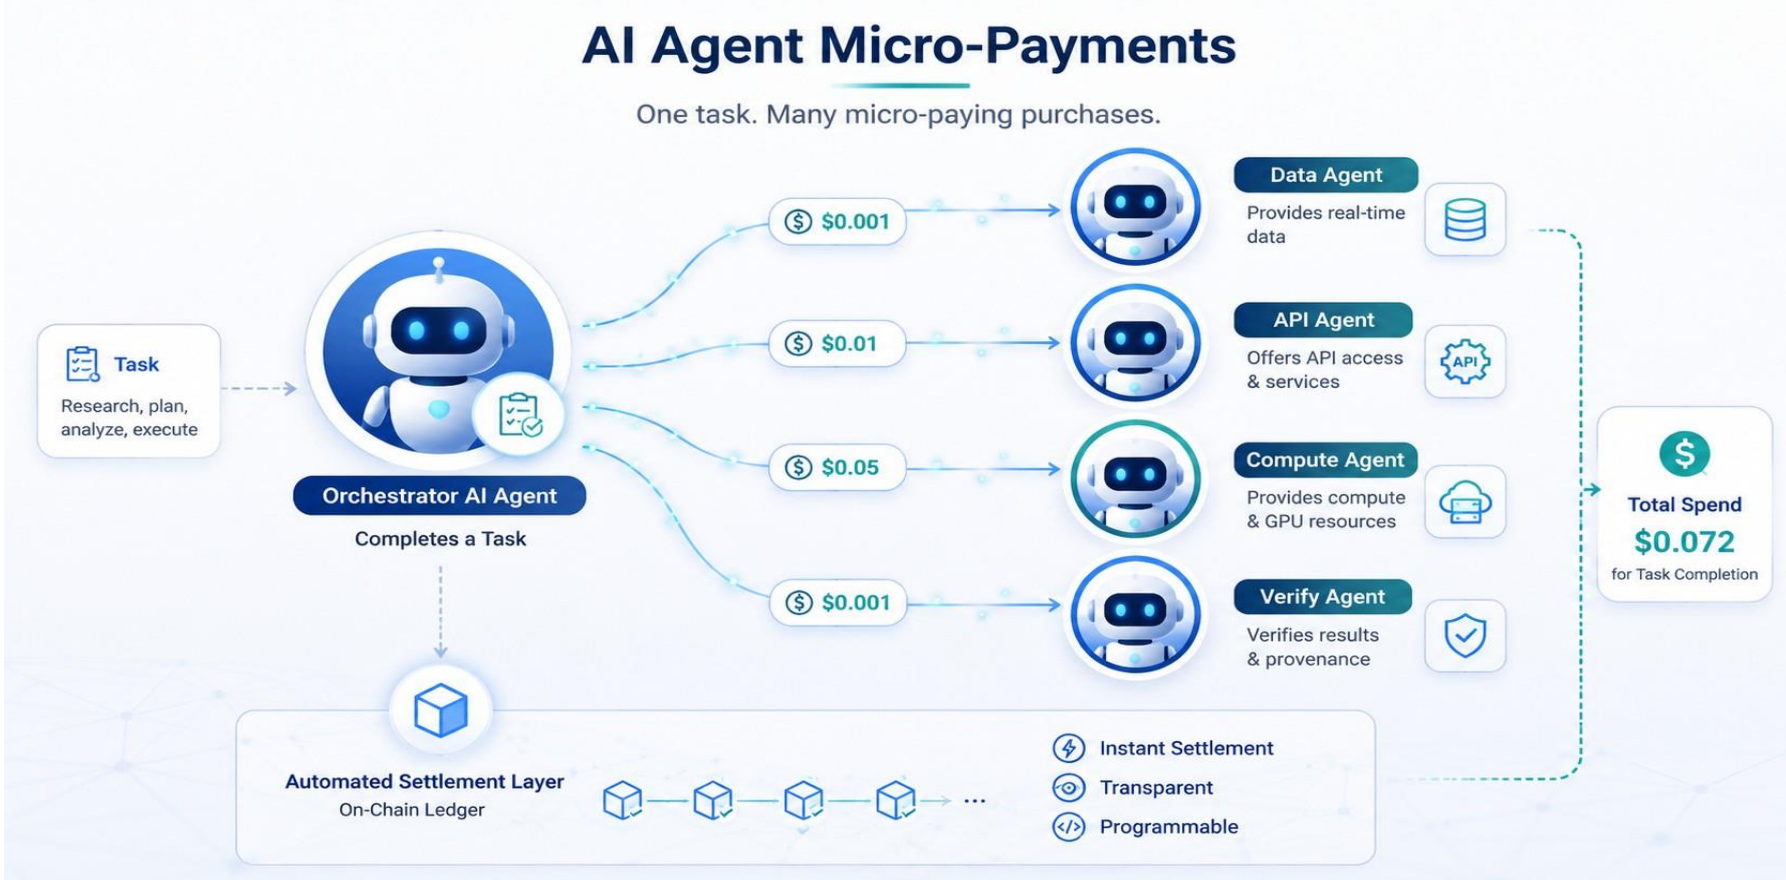 AI Agent Micro-Payments
One task. Many micro-paying purchases.
Task
Research, plan,
analyze, execute
Orchestrator AI Agent
Completes a Task
$ $0.001
$ $0.01
$ $0.05
$ $0.001
Data Agent
Provides real-time
data
API Agent
Offers API access
& services
API
Compute Agent
Provides compute
& GPU resources
Verify Agent
Verifies results
& provenance
$
Total Spend
$0.072
for Task Completion
Automated Settlement Layer
On-Chain Ledger
...
Instant Settlement
Transparent
</> Programmable